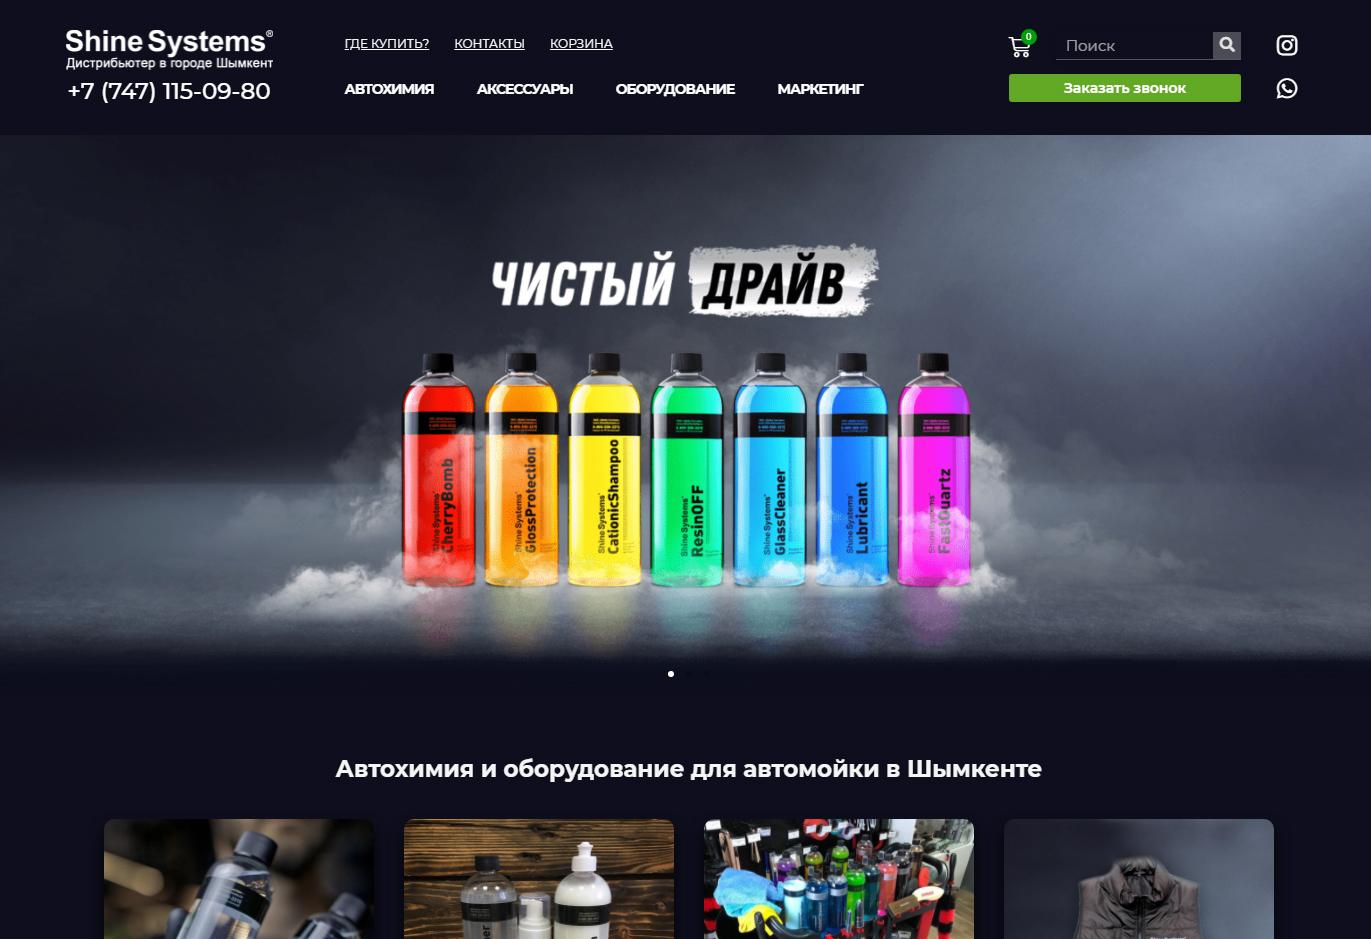 Shine Systems®
Дистрибьютер в городе Шымкент
+7 (747) 115-09-80
ГДЕ КУПИТЬ? КОНТАКТЫ КОРЗИНА
АВТОХИМИЯ АКСЕССУАРЫ ОБОРУДОВАНИЕ МАРКЕТИНГ
0
Поиск
Заказать звонок
ЧИСТЫЙ ДРАЙВ
Shine Systems
CherryBomb
Shine Systems
GlossProtection
Shine Systems
CationicShampoo
Shine Systems
ResinOFF
Shine Systems
GlassCleaner
Shine Systems
Lubricant
Shine Systems
FastQuartz
Автохимия и оборудование для автомойки в Шымкенте